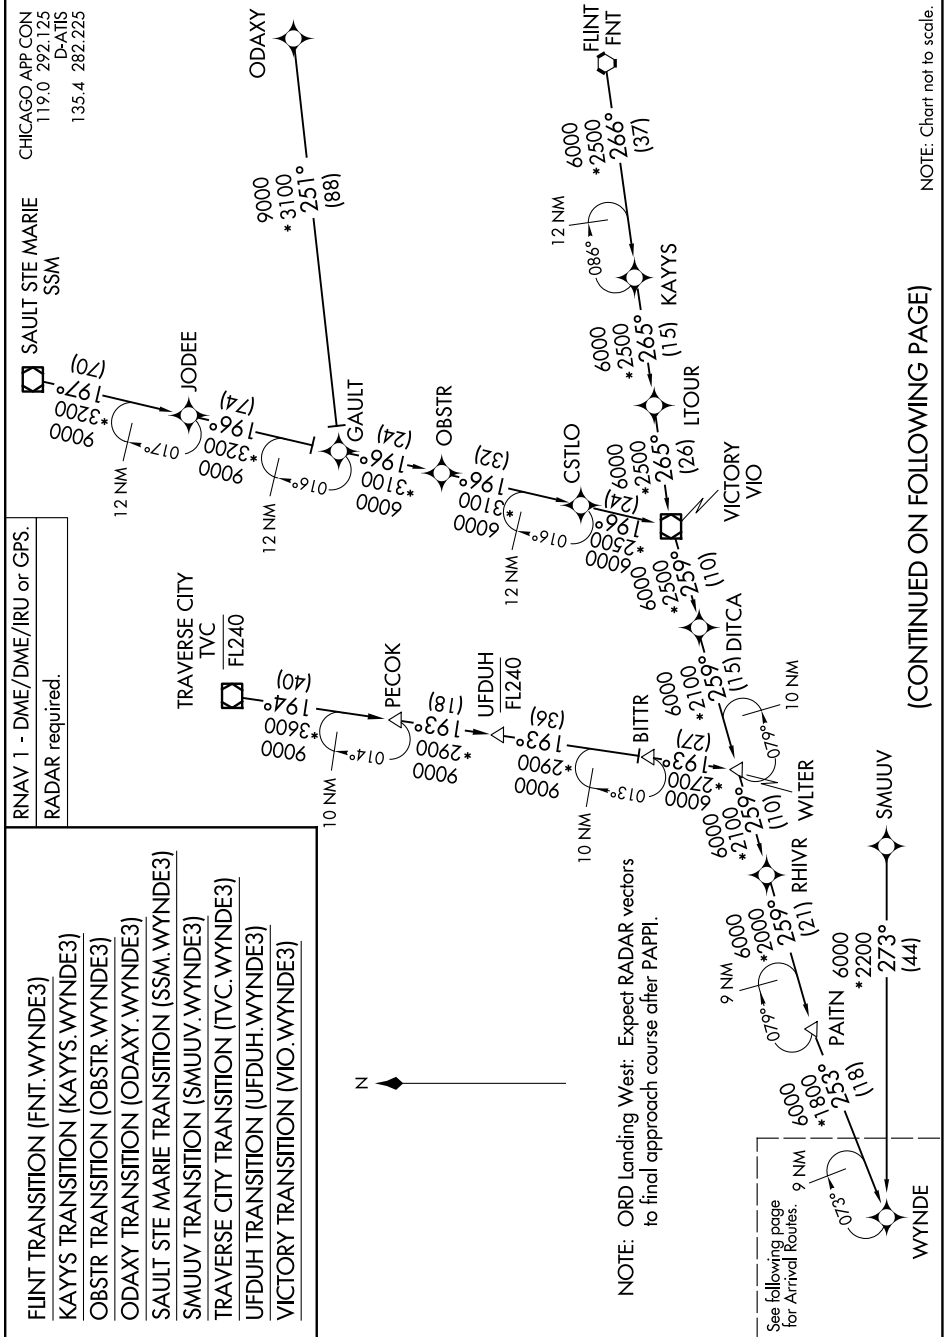 FLINT TRANSITION (FNT.WYNDE3)
KAYYS TRANSITION (KAYYS.WYNDE3)
OBSTR TRANSITION (OBSTR.WYNDE3)
ODAXY TRANSITION (ODAXY.WYNDE3)
SAULT STE MARIE TRANSITION (SSM.WYNDE3)
SMUUV TRANSITION (SMUUV.WYNDE3)
TRAVERSE CITY TRANSITION (TVC.WYNDE3)
UFDUH TRANSITION (UFDUH.WYNDE3)
VICTORY TRANSITION (VIO.WYNDE3)
RNAV 1 - DME/DME/IRU or GPS.
RADAR required.
CHICAGO APP CON
119.0 292.125
D-ATIS
135.4 282.225
SAULT STE MARIE
SSM
9000
*3200
197°
(70)
12 NM
017°
JODEE
9000
*3200
196°
(74)
12 NM
016°
GAULT
ODAXY
9000
*3100
251°
(88)
6000
*3100
196°
(24)
OBSTR
6000
*3100
196°
(32)
12 NM
016°
CSTLO
6000
*2500
196°
(24)
FLINT
FNT
6000
*2500
266°
(37)
12 NM
086°
KAYYS
6000
*2500
265°
(15)
LTOUR
6000
*2500
265°
(26)
VICTORY
VIO
6000
*2500
259°
(10)
DITCA
6000
*2100
259°
(15)
10 NM
079°
WLTER
TRAVERSE CITY
TVC
FL240
9000
*3600
194°
(40)
10 NM
014°
PECOK
9000
*2900
193°
(18)
UFDUH
FL240
9000
*2900
193°
(36)
10 NM
013°
BITTR
6000
*2700
193°
(27)
6000
*2100
259°
(10)
RHIVR
6000
*2000
259°
(21)
9 NM
079°
PAITN
6000
*1800
253°
(18)
SMUUV
6000
*2200
273°
(44)
9 NM
073°
WYNDE
N
NOTE: ORD Landing West: Expect RADAR vectors
to final approach course after PAPPI.
See following page
for Arrival Routes.
(CONTINUED ON FOLLOWING PAGE)
NOTE: Chart not to scale.